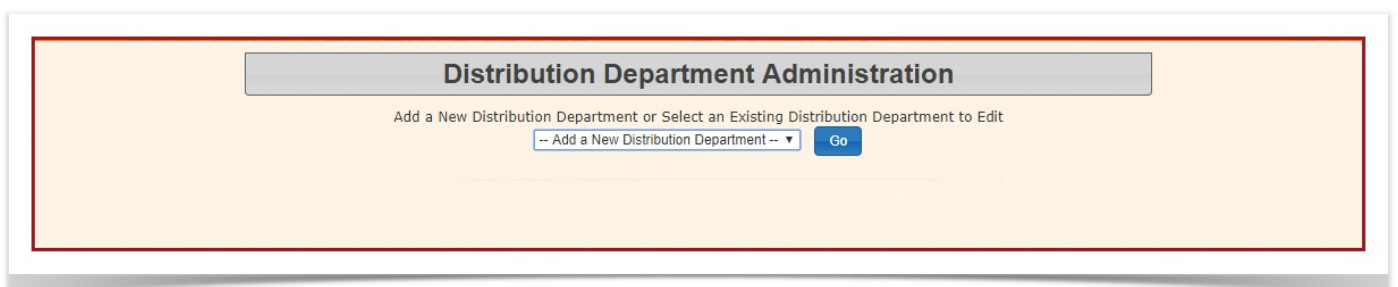 Distribution Department Administration
Add a New Distribution Department or Select an Existing Distribution Department to Edit
-- Add a New Distribution Department -- Go